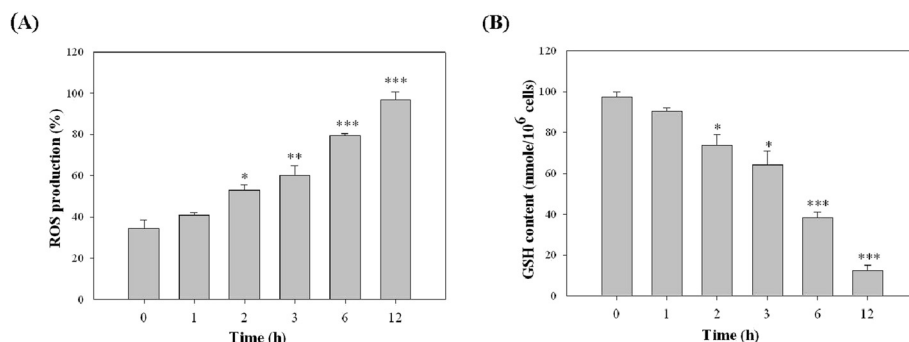 (A)
120
100
80
60
40
20
0
ROS production (%)
*
**
***
***
0 1 2 3 6 12
Time (h)
(B)
120
100
80
60
40
20
0
GSH content (nmole/10⁶ cells)
*
*
***
***
0 1 2 3 6 12
Time (h)